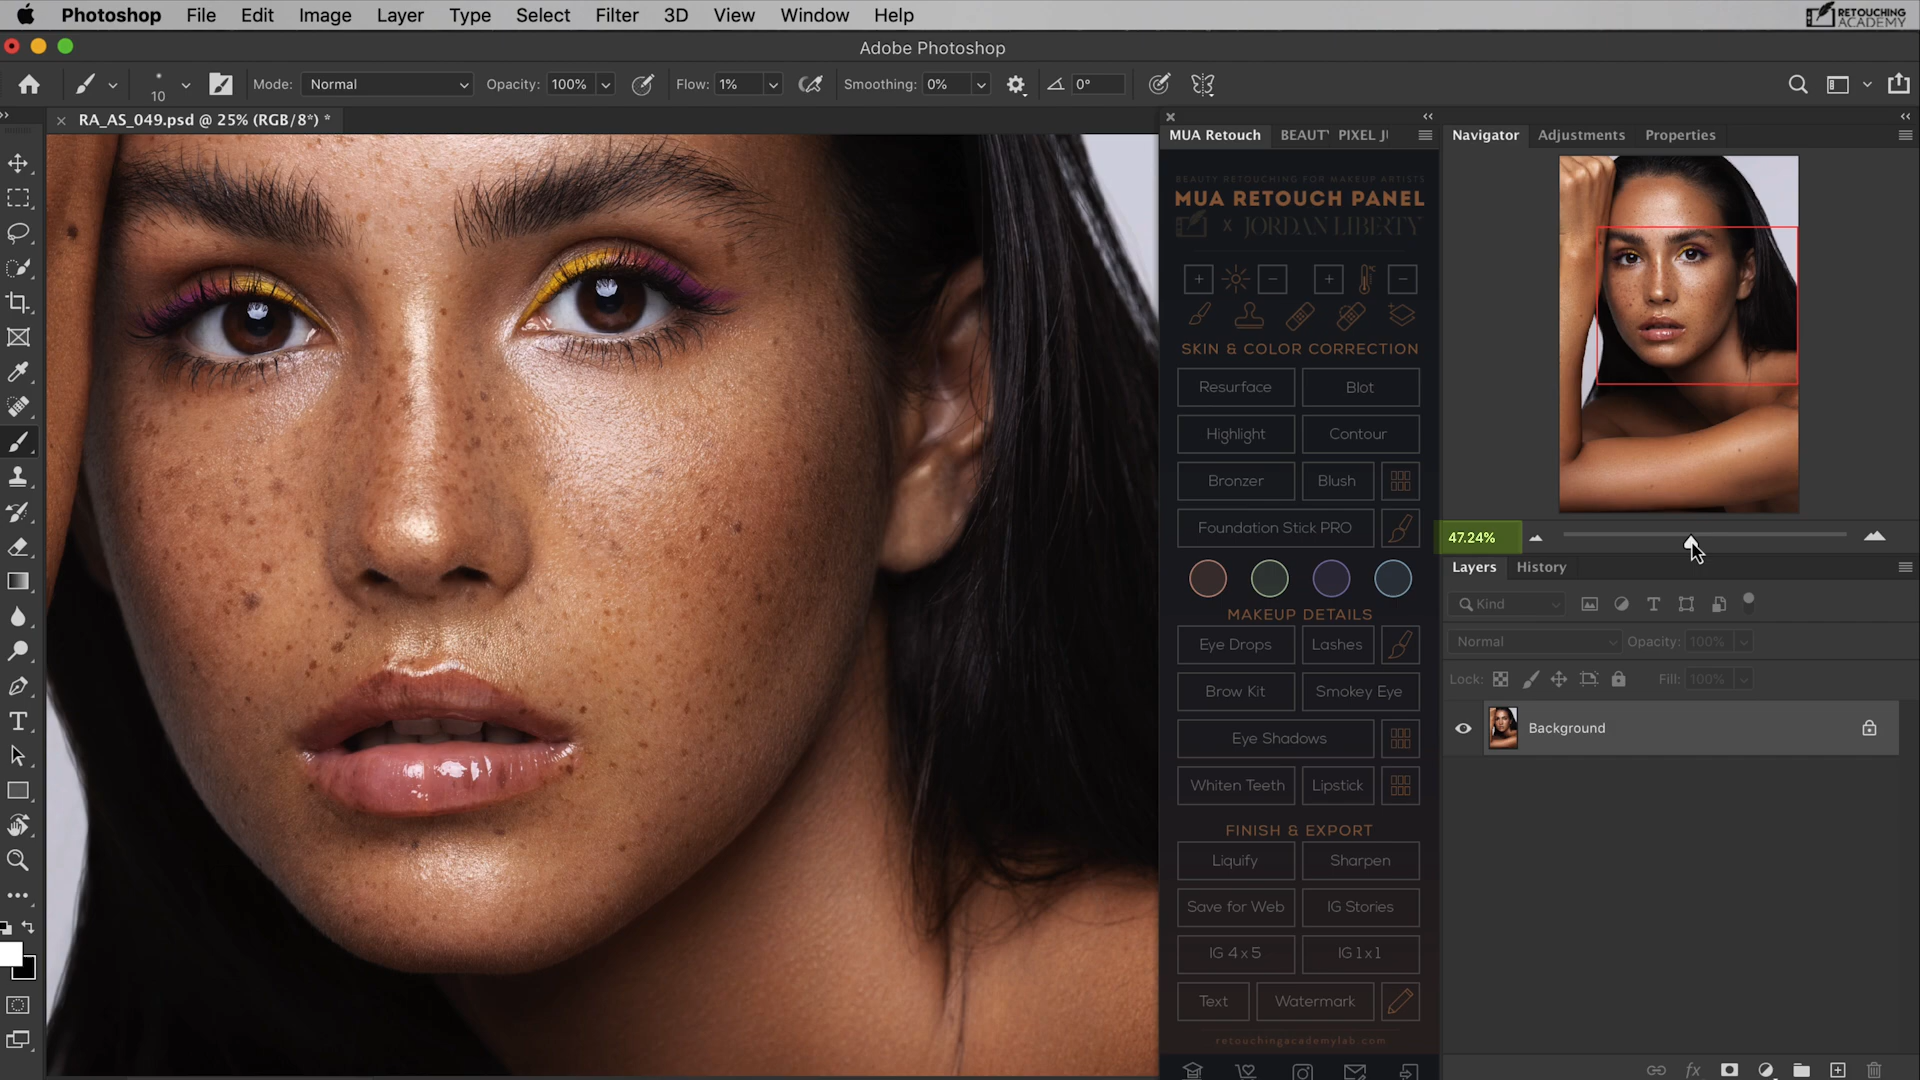 Photoshop File Edit Image Layer Type Select Filter 3D View Window Help
RETOUCHING
ACADEMY
Adobe Photoshop
10
Mode: Normal Opacity: 100% Flow: 1% Smoothing: 0% 0°
RA_AS_049.psd @ 25% (RGB/8*) *
MUA Retouch BEAUT PIXEL JU
BEAUTY RETOUCHING FOR MAKEUP ARTISTS
MUA RETOUCH PANEL
x JORDAN LIBERTY
SKIN & COLOR CORRECTION
Resurface Blot
Highlight Contour
Bronzer Blush
Foundation Stick PRO
MAKEUP DETAILS
Eye Drops Lashes
Brow Kit Smokey Eye
Eye Shadows
Whiten Teeth Lipstick
FINISH & EXPORT
Liquify Sharpen
Save for Web IG Stories
IG 4 x 5 IG 1 x 1
Text Watermark
retouchingacademylab.com
Navigator Adjustments Properties
47.24%
Layers History
Kind
Normal Opacity: 100%
Lock: Fill: 100%
Background
fx